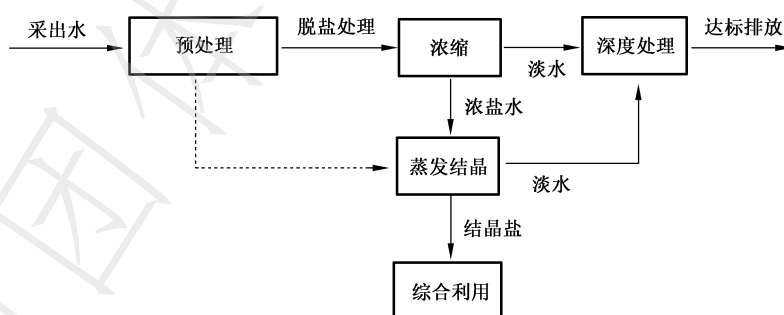 采出水
预处理
脱盐处理
浓缩
淡水
深度处理
达标排放
浓盐水
蒸发结晶
淡水
结晶盐
综合利用